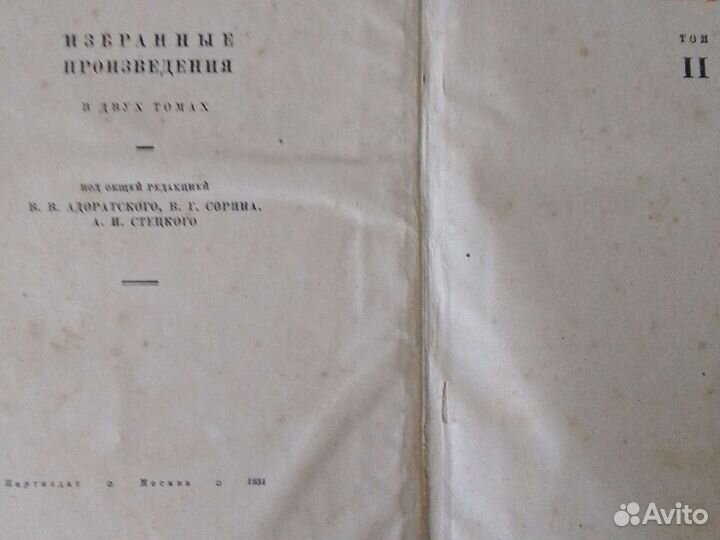 ИЗБРАННЫЕ
ПРОИЗВЕДЕНИЯ
В ДВУХ ТОМАХ
ПОД ОБЩЕЙ РЕДАКЦИЕЙ
В. В. АДОРАТСКОГО, В. Г. СОРИНА,
А. И. СТЕЦКОГО
Партиздат о Москва о 1934
ТОМ
II
Avito